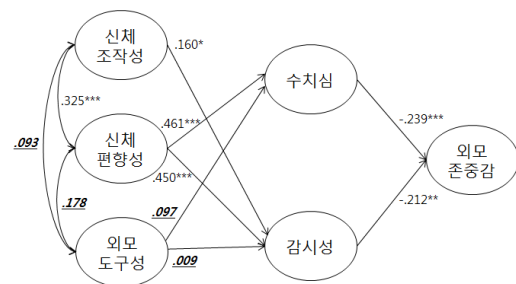 신체
조작성
.160*
수치심
.325***
.461***
-.239***
.093
신체
편향성
외모
존중감
.450***
.178
.097
-.212**
외모
도구성
.009
감시성